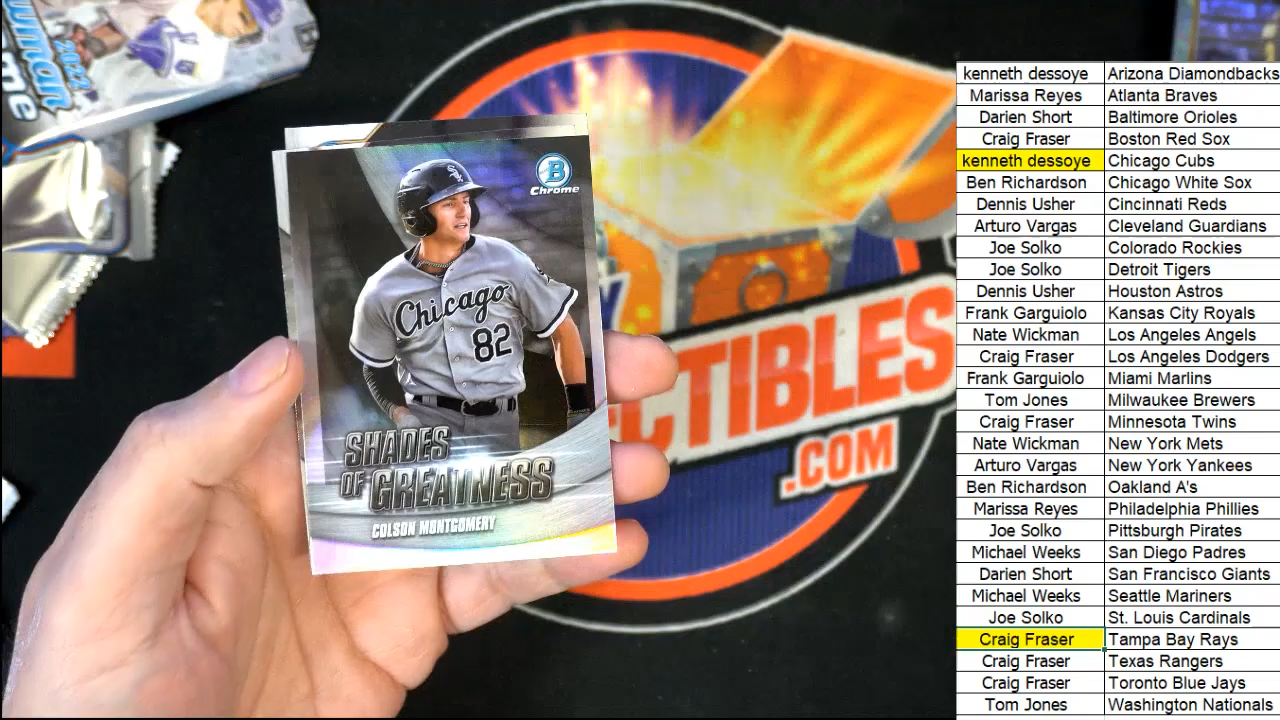 2022
B
Chrome
Sox
Chicago
82
SHADES
OF GREATNESS
COLSON MONTGOMERY
CTIBLES
.COM
kenneth dessoye Arizona Diamondbacks
Marissa Reyes Atlanta Braves
Darien Short Baltimore Orioles
Craig Fraser Boston Red Sox
kenneth dessoye Chicago Cubs
Ben Richardson Chicago White Sox
Dennis Usher Cincinnati Reds
Arturo Vargas Cleveland Guardians
Joe Solko Colorado Rockies
Joe Solko Detroit Tigers
Dennis Usher Houston Astros
Frank Garguiolo Kansas City Royals
Nate Wickman Los Angeles Angels
Craig Fraser Los Angeles Dodgers
Frank Garguiolo Miami Marlins
Tom Jones Milwaukee Brewers
Craig Fraser Minnesota Twins
Nate Wickman New York Mets
Arturo Vargas New York Yankees
Ben Richardson Oakland A's
Marissa Reyes Philadelphia Phillies
Joe Solko Pittsburgh Pirates
Michael Weeks San Diego Padres
Darien Short San Francisco Giants
Michael Weeks Seattle Mariners
Joe Solko St. Louis Cardinals
Craig Fraser Tampa Bay Rays
Craig Fraser Texas Rangers
Craig Fraser Toronto Blue Jays
Tom Jones Washington Nationals